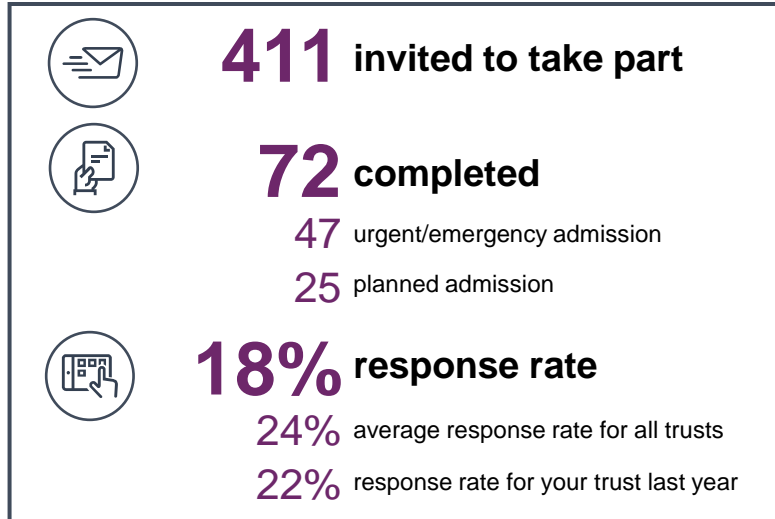 411 invited to take part
72 completed
47 urgent/emergency admission
25 planned admission
18% response rate
24% average response rate for all trusts
22% response rate for your trust last year